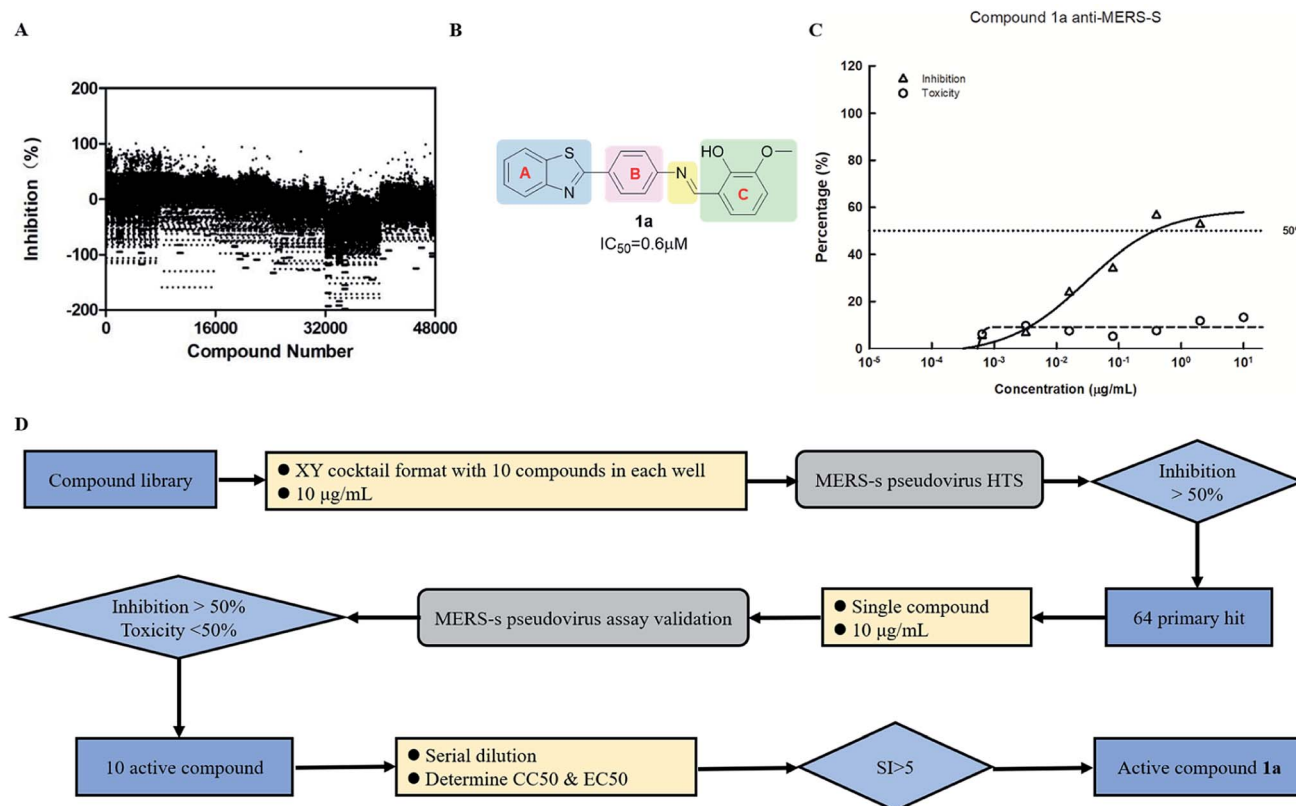 A
Inhibition (%)
200
100
0
-100
-200
0
16000
32000
48000
Compound Number
B
A
S
N
B
N
HO
O
C
1a
IC50=0.6μM
C
Compound 1a anti-MERS-S
Percentage (%)
120
100
80
60
40
20
0
Inhibition
Toxicity
50%
10-5
10-4
10-3
10-2
10-1
100
101
Concentration (μg/mL)
D
Compound library
● XY cocktail format with 10 compounds in each well
● 10 μg/mL
MERS-s pseudovirus HTS
Inhibition
> 50%
64 primary hit
● Single compound
● 10 μg/mL
MERS-s pseudovirus assay validation
Inhibition > 50%
Toxicity <50%
10 active compound
● Serial dilution
● Determine CC50 & EC50
SI>5
Active compound 1a